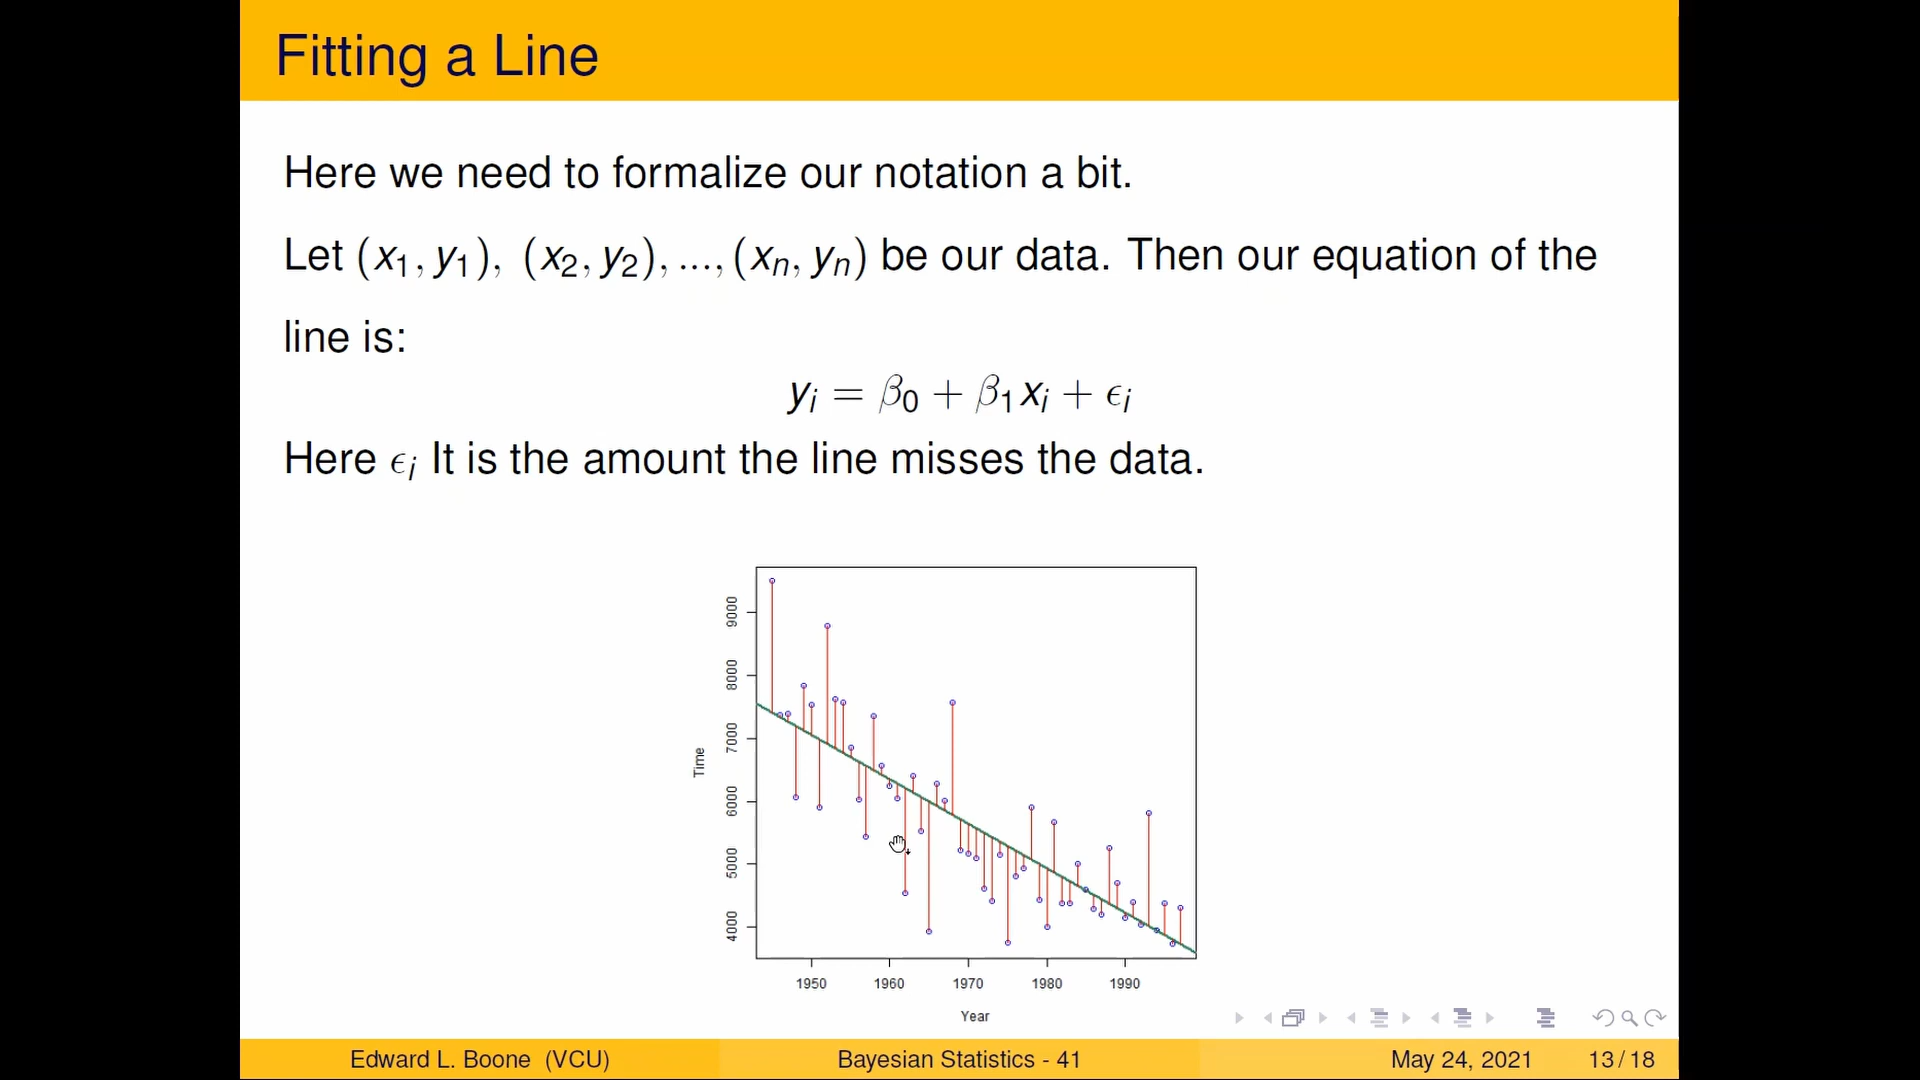 Fitting a Line
Here we need to formalize our notation a bit.
Let (x₁, y₁), (x₂, y₂), ..., (xₙ, yₙ) be our data. Then our equation of the
line is:
yᵢ = β₀ + β₁xᵢ + ϵᵢ
Here ϵᵢ It is the amount the line misses the data.
9000
8000
7000
6000
5000
4000
Time
1950 1960 1970 1980 1990
Year
Edward L. Boone (VCU) Bayesian Statistics - 41 May 24, 2021 13 / 18